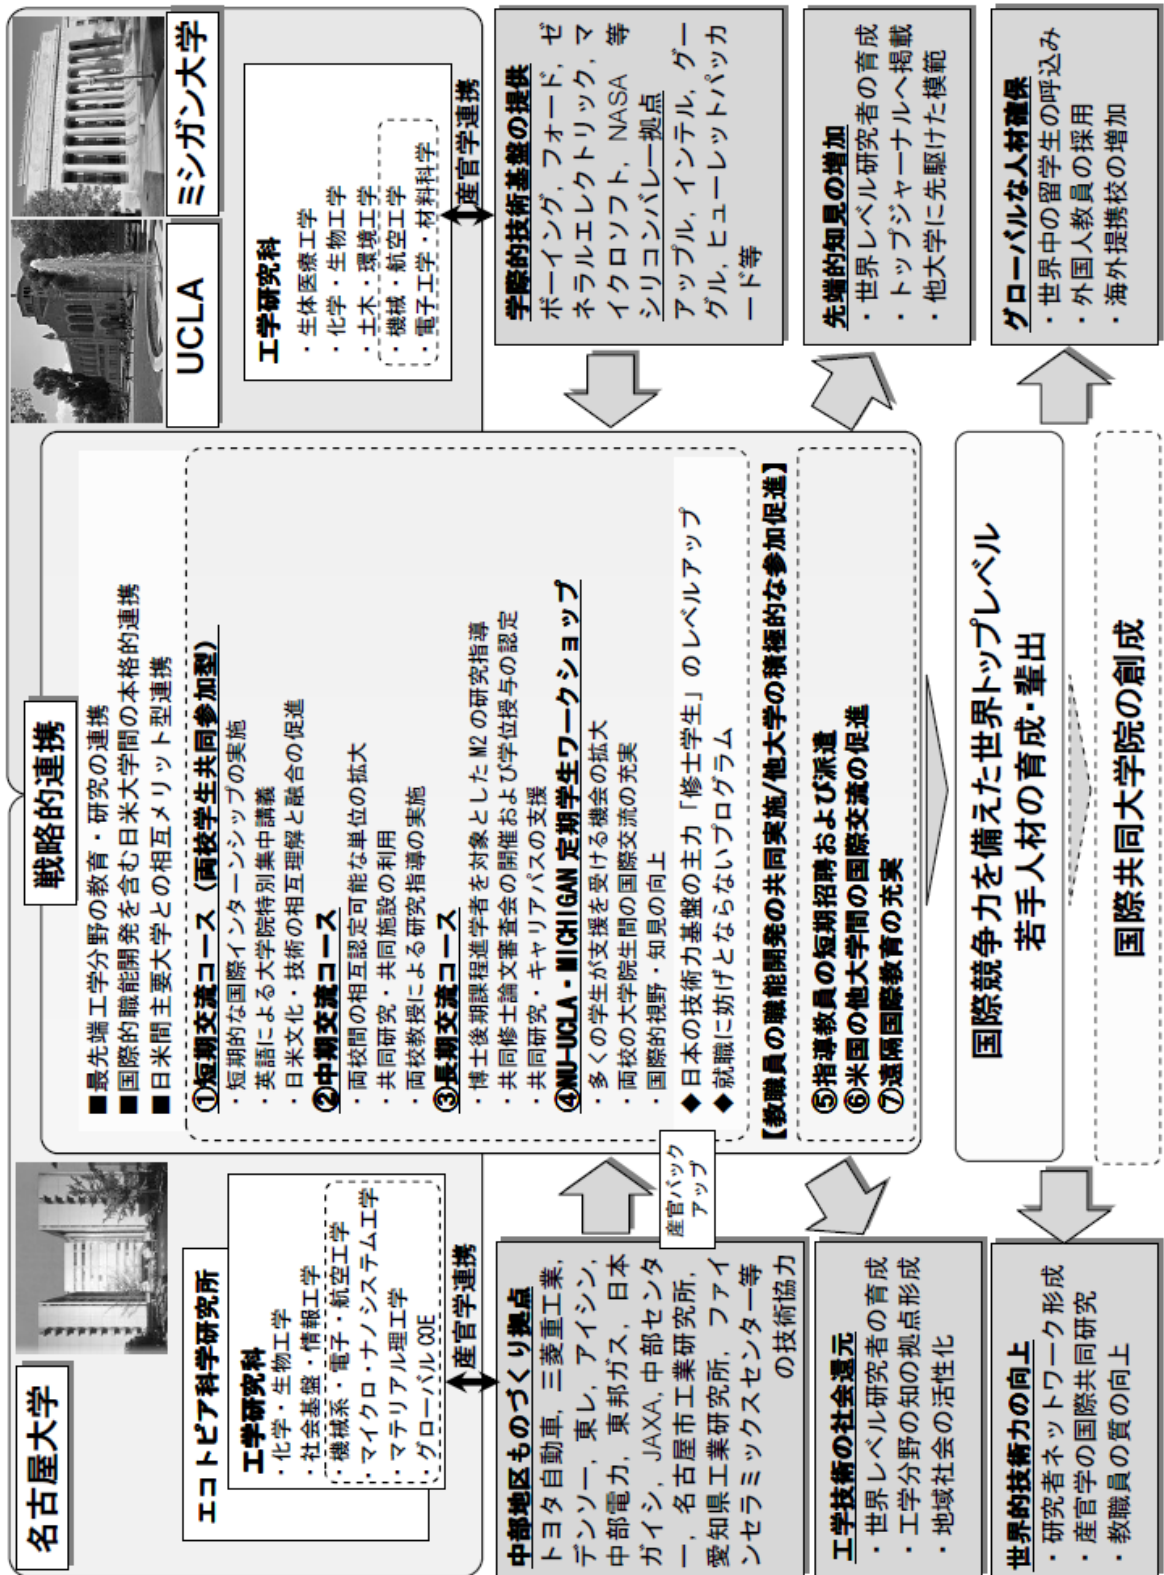 名古屋大学
エコトピア科学研究所
工学研究科
・化学・生物工学
・社会基盤・情報工学
・機械系・電子・航空工学
・マイクロ・ナノシステム工学
・マテリアル理工学
・グローバルCOE
産官学連携
中部地区ものづくり拠点
トヨタ自動車，三菱重工業，
デンソー，東レ，アイシン，
中部電力，東邦ガス，日本
ガイシ，JAXA，中部センタ
ー，名古屋市工業研究所，
愛知県工業研究所，ファイ
ンセラミックスセンター等
の技術協力
産官バック
アップ
工学技術の社会還元
・世界レベル研究者の育成
・工学分野の知の拠点形成
・地域社会の活性化
世界的技術力の向上
・研究者ネットワーク形成
・産官学の国際共同研究
・教職員の質の向上
戦略的連携
■最先端工学分野の教育・研究の連携
■国際的職能開発を含む日米大学間の本格的連携
■日米間主要大学との相互メリット型連携
①短期交流コース（両校学生共同参加型）
・短期的な国際インターンシップの実施
・英語による大学院特別集中講義
・日米文化・技術の相互理解と融合の促進
②中期交流コース
・両校間の相互認定可能な単位の拡大
・共同研究・共同施設の利用
・両校教授による研究指導の実施
③長期交流コース
・博士後期課程進学者を対象としたM2の研究指導
・共同修士論文審査会の開催および学位授与の認定
・共同研究・キャリアパスの支援
④NU-UCLA・MICHIGAN定期学生ワークショップ
・多くの学生が支援を受ける機会の拡大
・両校の大学院生間の国際交流の充実
・国際的視野・知見の向上
◆日本の技術力基盤の主力「修士学生」のレベルアップ
◆就職に妨げとならないプログラム
【教職員の職能開発の共同実施/他大学の積極的な参加促進】
⑤指導教員の短期招聘および派遣
⑥米国の他大学間の国際交流の促進
⑦遠隔国際教育の充実
国際競争力を備えた世界トップレベル
若手人材の育成・輩出
国際共同大学院の創成
UCLA
ミシガン大学
工学研究科
・生体医療工学
・化学・生物工学
・土木・環境工学
・機械・航空工学
・電子工学・材料科学
産官学連携
学際的技術基盤の提供
ボーイング，フォード，ゼ
ネラルエレクトリック，マ
イクロソフト，NASA 等
シリコンバレー拠点
アップル，インテル，グー
グル，ヒューレットパッカ
ード等
先端的知見の増加
・世界レベル研究者の育成
・トップジャーナルへ掲載
・他大学に先駆けた模範
グローバルな人材確保
・世界中の留学生の呼込み
・外国人教員の採用
・海外提携校の増加